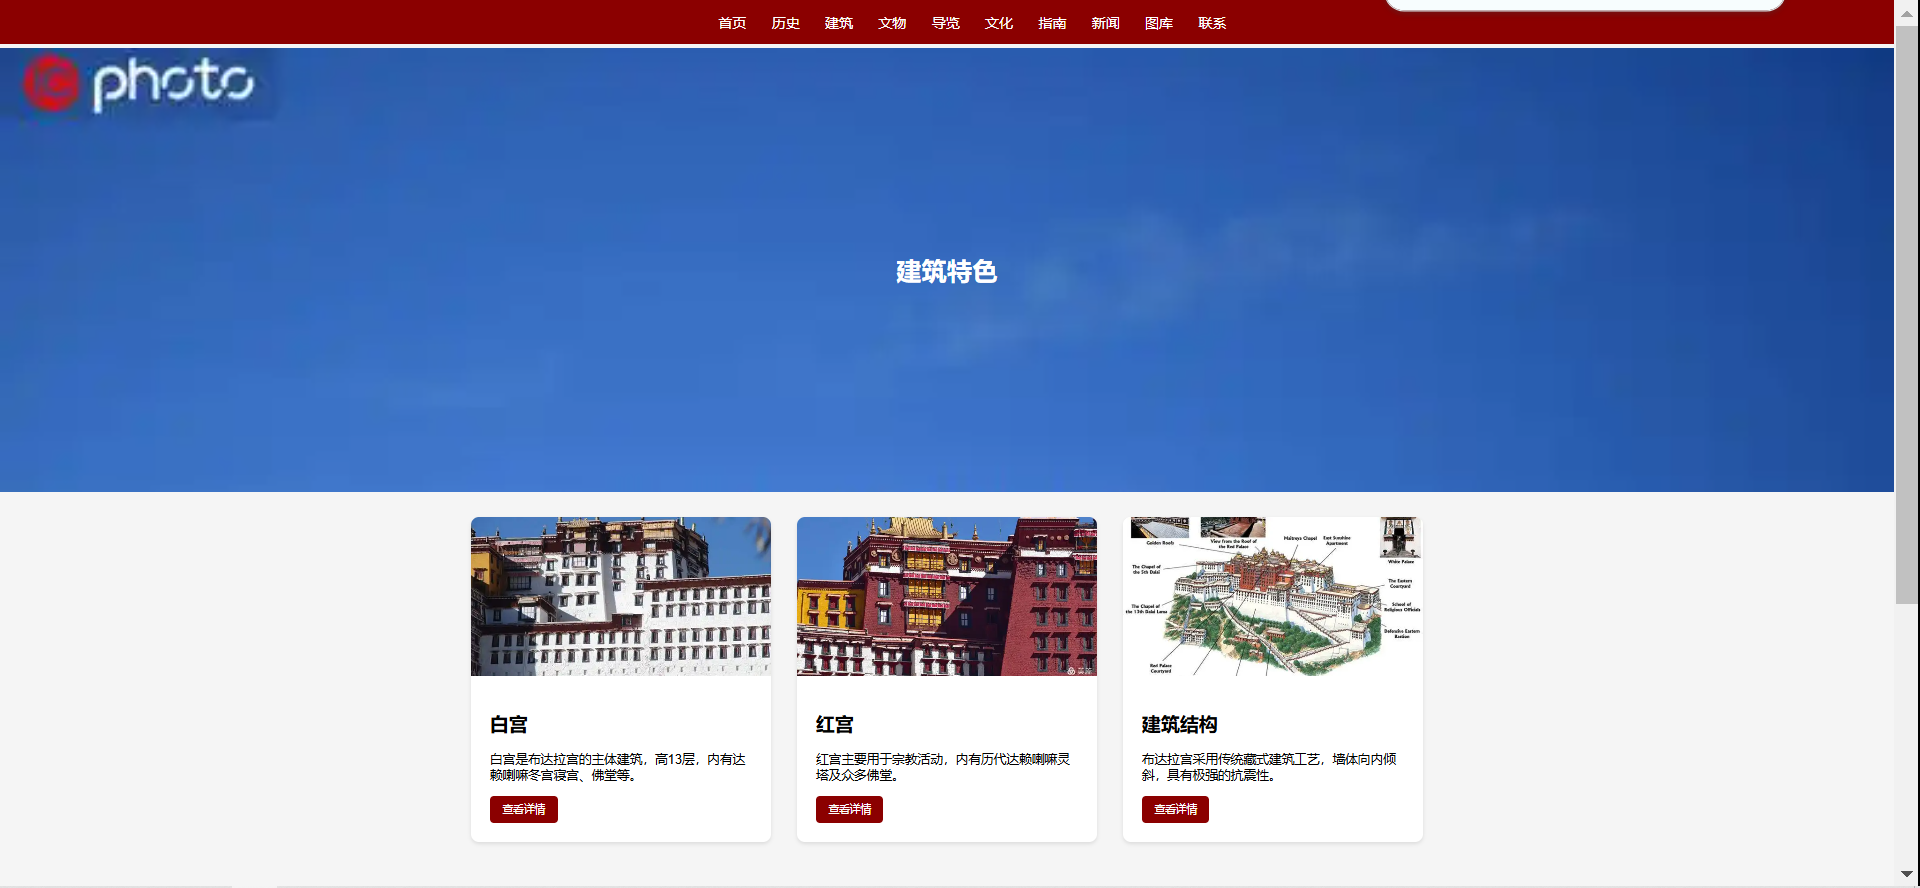 首页 历史 建筑 文物 导览 文化 指南 新闻 图库 联系
photo
建筑特色
Golden Roofs
View from the Roof of
the Red Palace
Maitreya Chapel
East Sunshine
Apartment
White Palace
The Chapel of
the 5th Dalai
The Eastern
Courtyard
The Chapel of
the 13th Dalai Lama
School of
Religious Officials
Defensive Eastern
Bastion
Red Palace
Courtyard
白宫
白宫是布达拉宫的主体建筑，高13层，内有达
赖喇嘛冬宫寝宫、佛堂等。
查看详情
红宫
红宫主要用于宗教活动，内有历代达赖喇嘛灵
塔及众多佛堂。
查看详情
建筑结构
布达拉宫采用传统藏式建筑工艺，墙体向内倾
斜，具有极强的抗震性。
查看详情